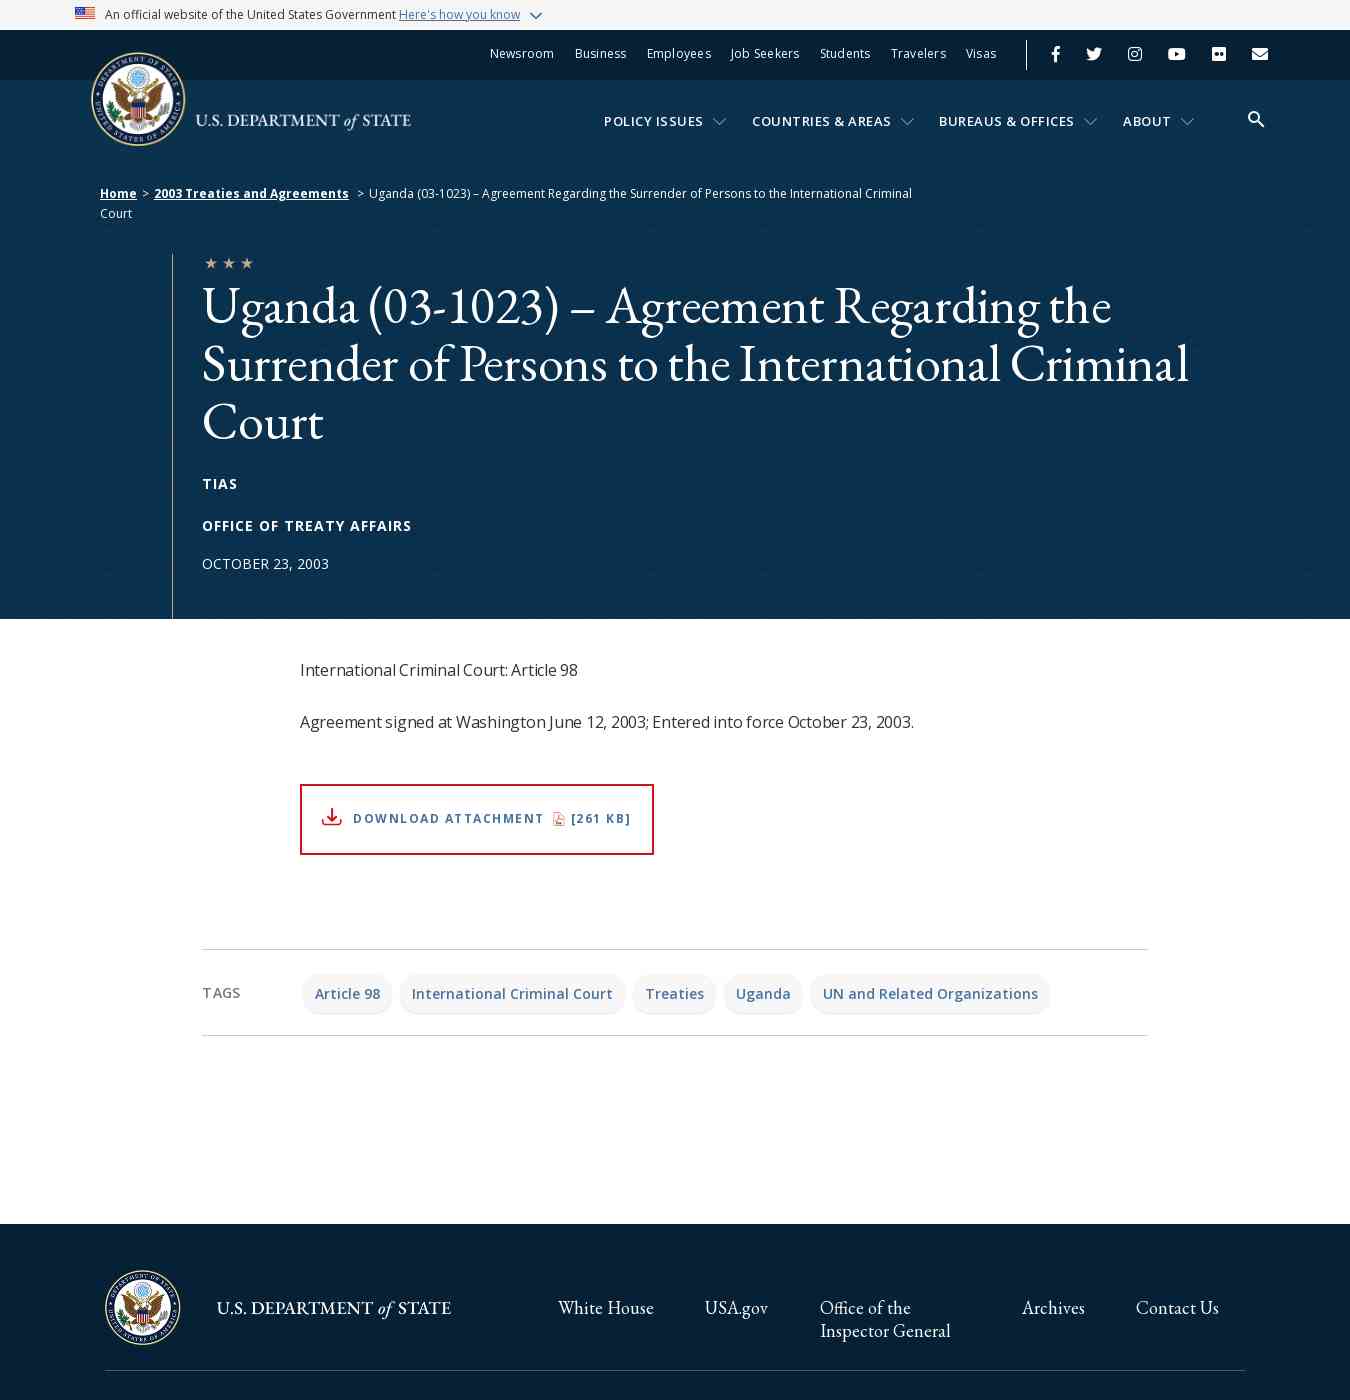 An official website of the United States Government Here's how you know
Newsroom Business Employees Job Seekers Students Travelers Visas
U.S. DEPARTMENT of STATE
POLICY ISSUES COUNTRIES & AREAS BUREAUS & OFFICES ABOUT
Home > 2003 Treaties and Agreements > Uganda (03-1023) – Agreement Regarding the Surrender of Persons to the International Criminal
Court
Uganda (03-1023) – Agreement Regarding the
Surrender of Persons to the International Criminal
Court
TIAS
OFFICE OF TREATY AFFAIRS
OCTOBER 23, 2003
International Criminal Court: Article 98
Agreement signed at Washington June 12, 2003; Entered into force October 23, 2003.
DOWNLOAD ATTACHMENT [261 KB]
TAGS Article 98 International Criminal Court Treaties Uganda UN and Related Organizations
U.S. DEPARTMENT of STATE White House USA.gov Office of the Archives Contact Us
Inspector General